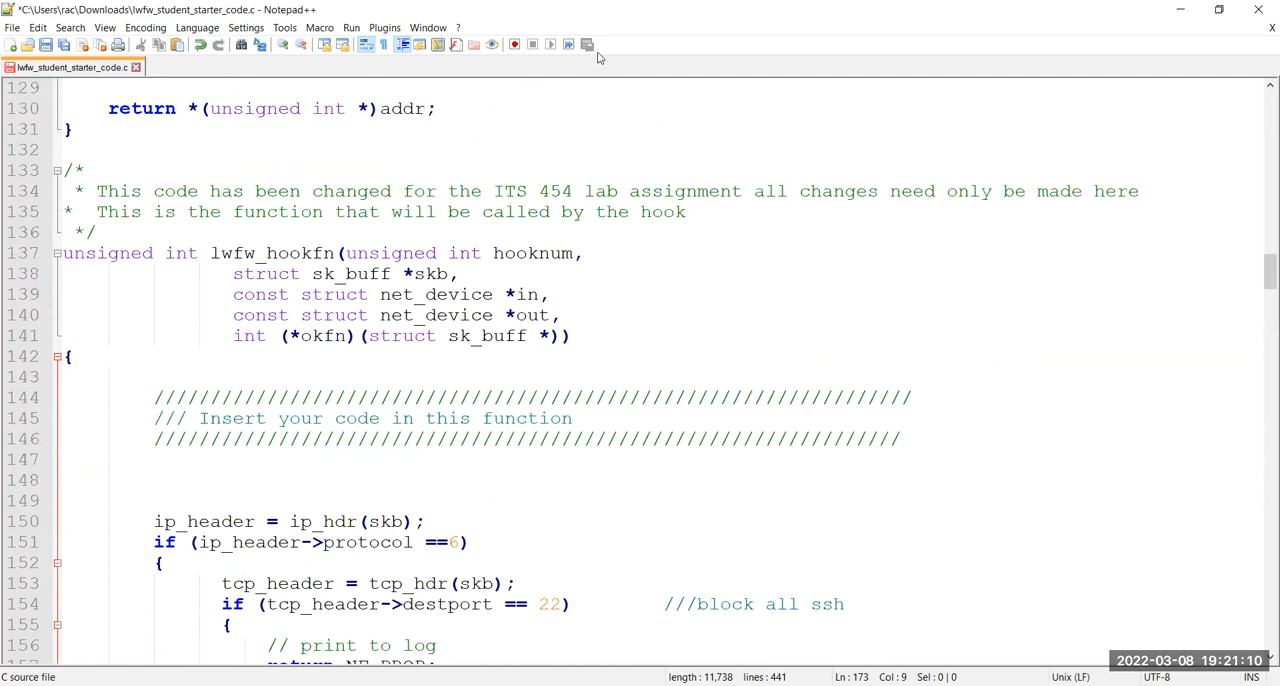 *C:\Users\rac\Downloads\lwfw_student_starter_code.c - Notepad++
File Edit Search View Encoding Language Settings Tools Macro Run Plugins Window ? X
lwfw_student_starter_code.c
129
130 return *(unsigned int *)addr;
131 }
132
133 /*
134 * This code has been changed for the ITS 454 lab assignment all changes need only be made here
135 * This is the function that will be called by the hook
136 */
137 unsigned int lwfw_hookfn(unsigned int hooknum,
138 struct sk_buff *skb,
139 const struct net_device *in,
140 const struct net_device *out,
141 int (*okfn)(struct sk_buff *))
142 {
143
144 ///////////////////////////////////////////////////////////////////
145 /// Insert your code in this function
146 //////////////////////////////////////////////////////////////////
147
148
149
150 ip_header = ip_hdr(skb);
151 if (ip_header->protocol ==6)
152 {
153 tcp_header = tcp_hdr(skb);
154 if (tcp_header->destport == 22) ///block all ssh
155 {
156 // print to log
157 return NF_DROP;
2022-03-08 19:21:10
C source file length : 11,738 lines : 441 Ln : 173 Col : 9 Sel : 0 | 0 Unix (LF) UTF-8 INS